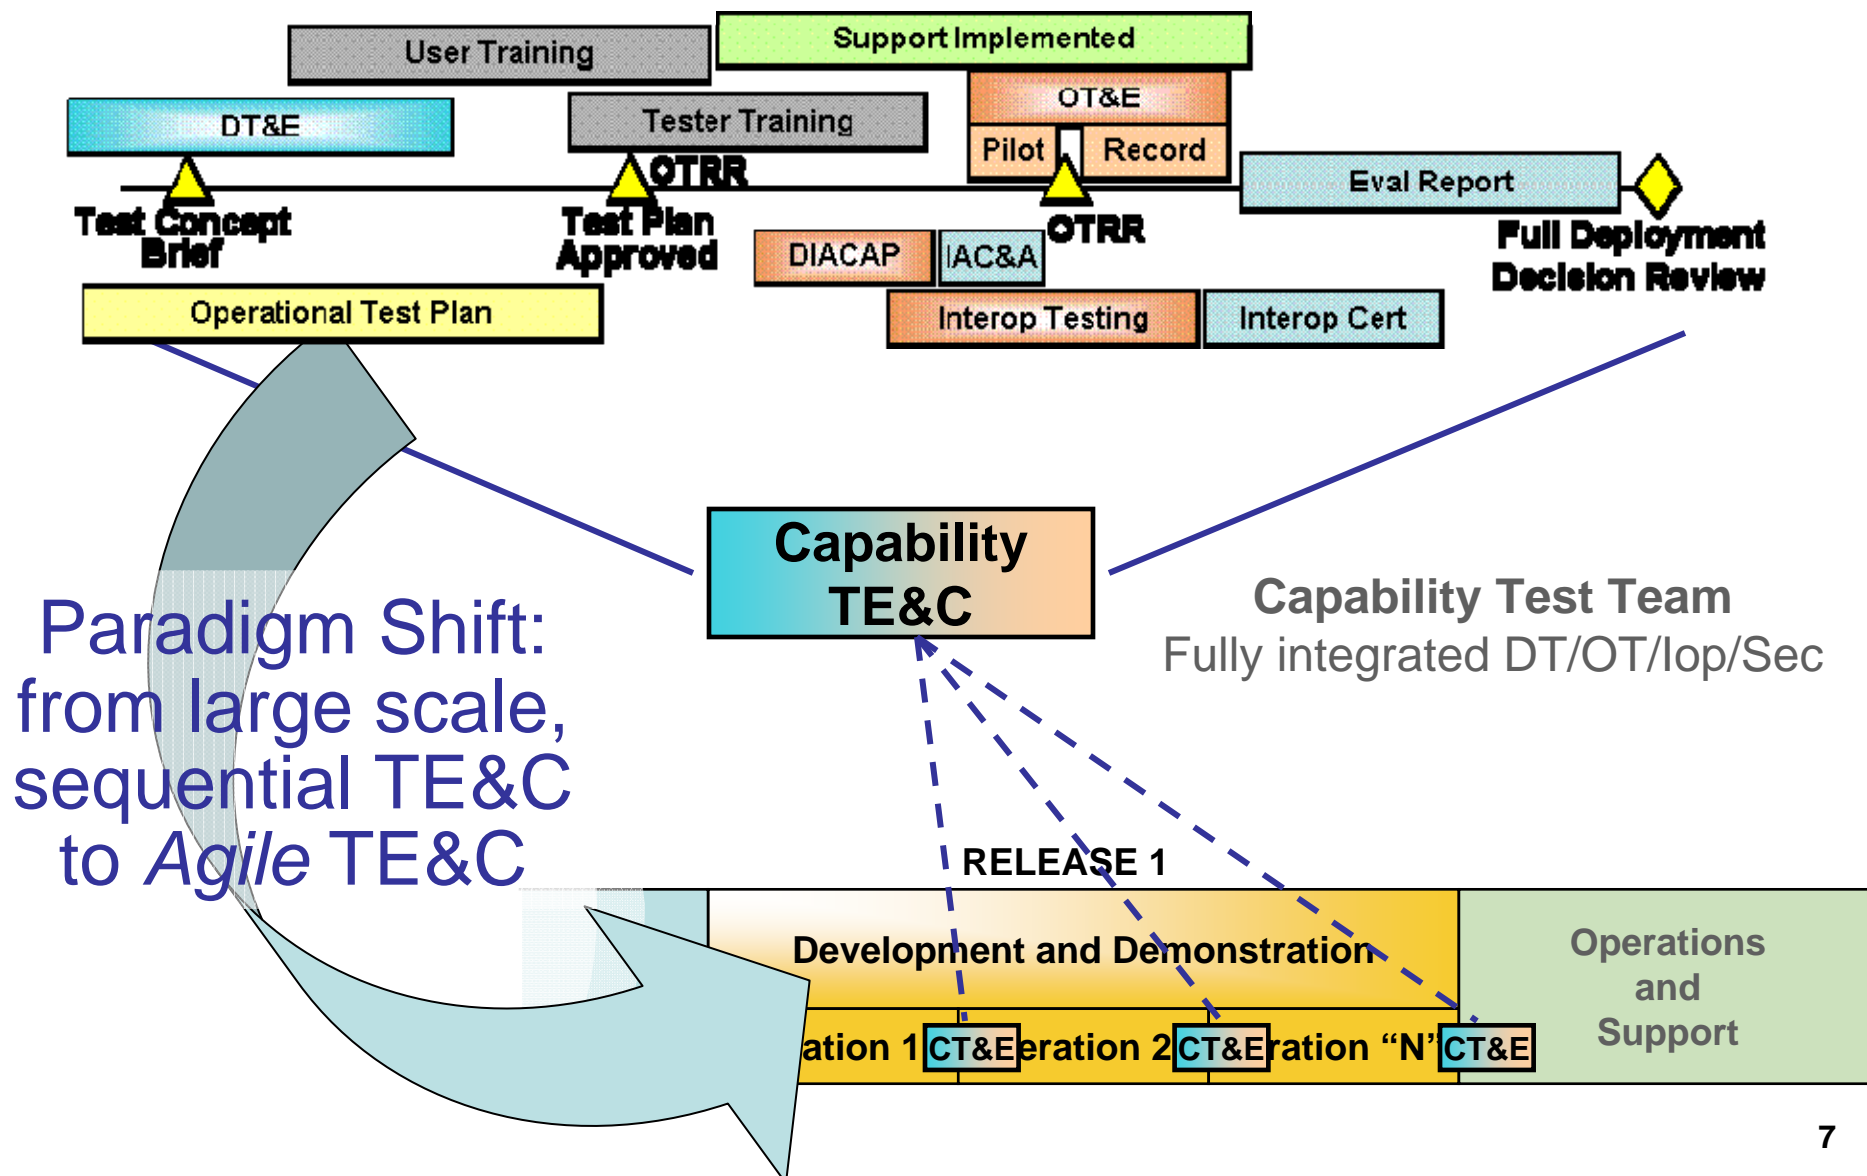 Support Implemented
User Training
OT&E
DT&E
Tester Training
Pilot
Record
OTRR
Eval Report
Test Concept
Brief
Test Plan
Approved
OTRR
Full Deployment
Decision Review
DIACAP
IAC&A
Operational Test Plan
Interop Testing
Interop Cert
Capability
TE&C
Capability Test Team
Fully integrated DT/OT/Iop/Sec
Paradigm Shift:
from large scale,
sequential TE&C
to Agile TE&C
RELEASE 1
Development and Demonstration
Operations
and
Support
ation 1
CT&E
eration 2
CT&E
ration “N”
CT&E
7